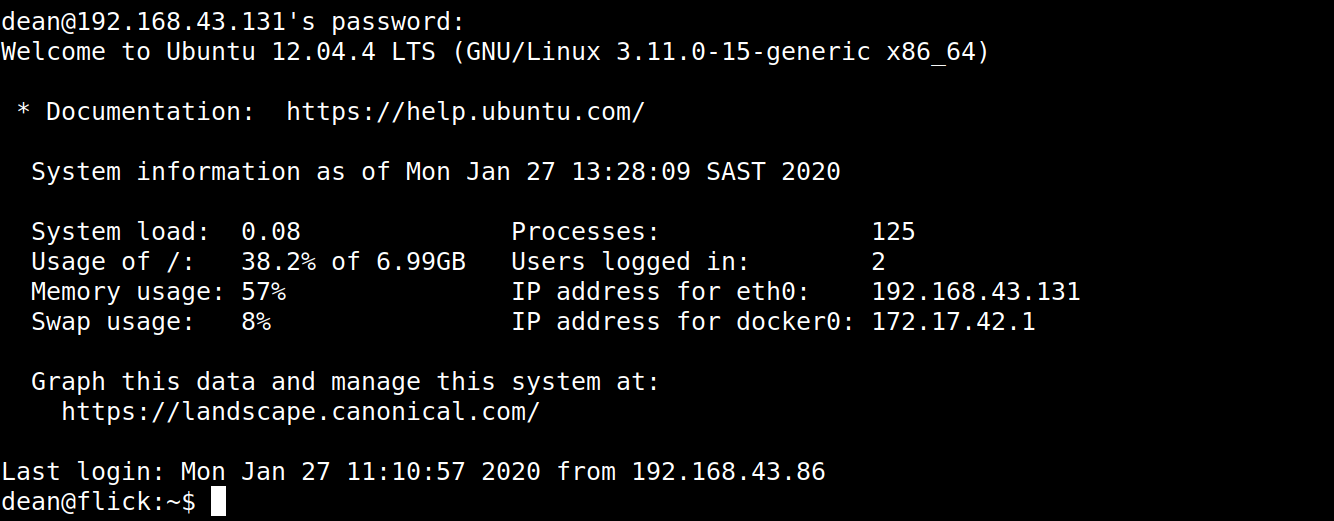 dean@192.168.43.131's password:
Welcome to Ubuntu 12.04.4 LTS (GNU/Linux 3.11.0-15-generic x86_64)
* Documentation:  https://help.ubuntu.com/
System information as of Mon Jan 27 13:28:09 SAST 2020
System load:  0.08              Processes:              125
Usage of /:   38.2% of 6.99GB   Users logged in:        2
Memory usage: 57%               IP address for eth0:    192.168.43.131
Swap usage:   8%                IP address for docker0: 172.17.42.1
Graph this data and manage this system at:
https://landscape.canonical.com/
Last login: Mon Jan 27 11:10:57 2020 from 192.168.43.86
dean@flick:~$